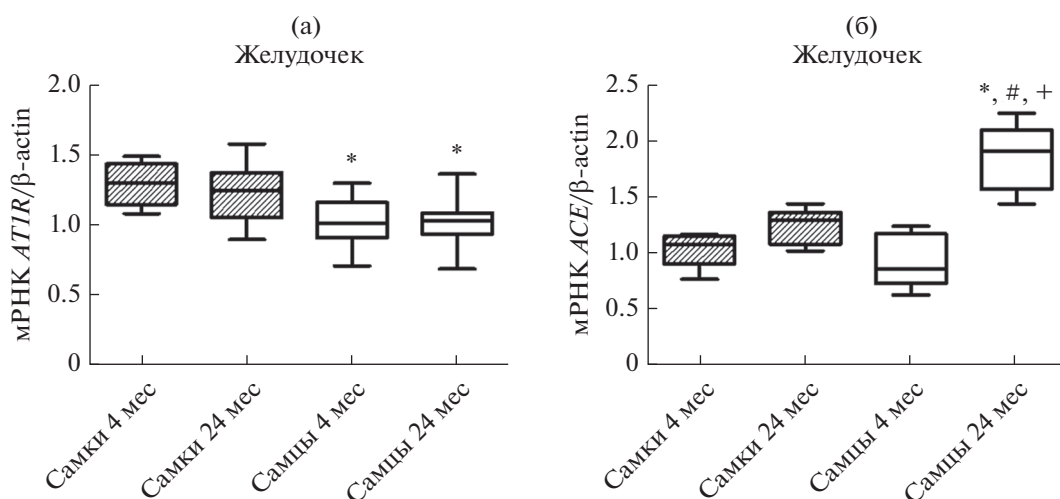 (а)
Желудочек
мРНК AT1R/β-actin
2.0
1.5
1.0
0.5
0
*
*
Самки 4 мес
Самки 24 мес
Самцы 4 мес
Самцы 24 мес
(б)
Желудочек
мРНК ACE/β-actin
2.5
2.0
1.5
1.0
0.5
0
*, #, +
Самки 4 мес
Самки 24 мес
Самцы 4 мес
Самцы 24 мес